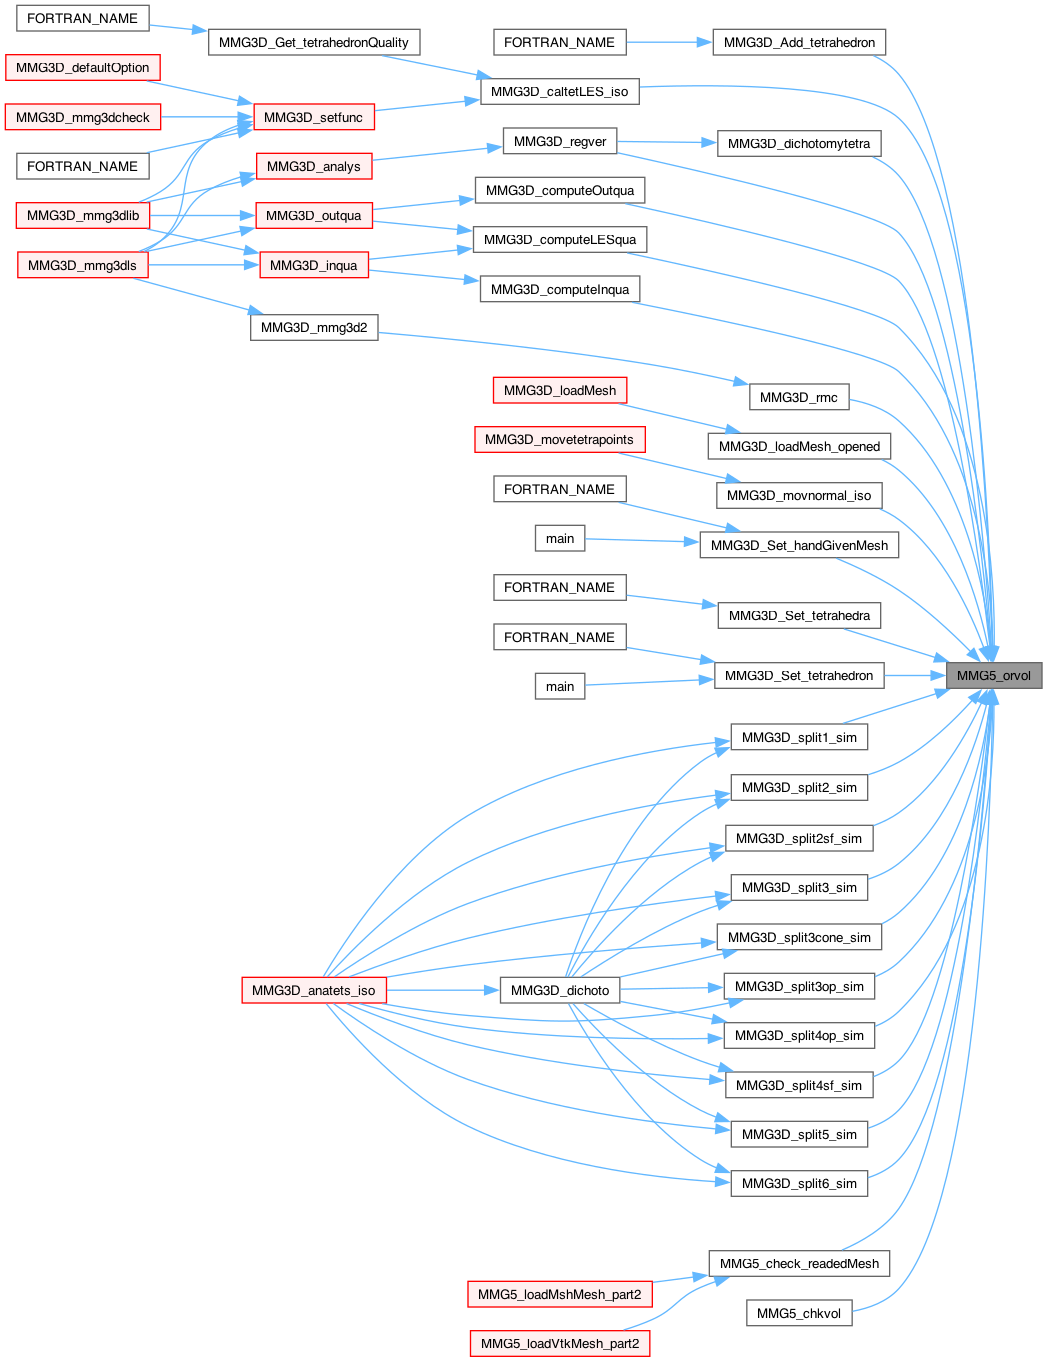 FORTRAN_NAME
MMG3D_Get_tetrahedronQuality
FORTRAN_NAME
MMG3D_Add_tetrahedron
MMG3D_defaultOption
MMG3D_caltetLES_iso
MMG3D_mmg3dcheck
MMG3D_setfunc
FORTRAN_NAME
MMG3D_analys
MMG3D_regver
MMG3D_dichotomytetra
MMG3D_computeOutqua
MMG3D_mmg3dlib
MMG3D_outqua
MMG3D_computeLESqua
MMG3D_mmg3dls
MMG3D_inqua
MMG3D_computeInqua
MMG3D_mmg3d2
MMG3D_loadMesh
MMG3D_rmc
MMG3D_movetetrapoints
MMG3D_loadMesh_opened
FORTRAN_NAME
MMG3D_movnormal_iso
main
MMG3D_Set_handGivenMesh
FORTRAN_NAME
MMG3D_Set_tetrahedra
FORTRAN_NAME
MMG3D_Set_tetrahedron
MMG5_orvol
main
MMG3D_split1_sim
MMG3D_split2_sim
MMG3D_split2sf_sim
MMG3D_split3_sim
MMG3D_split3cone_sim
MMG3D_anatets_iso
MMG3D_dichoto
MMG3D_split3op_sim
MMG3D_split4op_sim
MMG3D_split4sf_sim
MMG3D_split5_sim
MMG3D_split6_sim
MMG5_check_readedMesh
MMG5_loadMshMesh_part2
MMG5_chkvol
MMG5_loadVtkMesh_part2